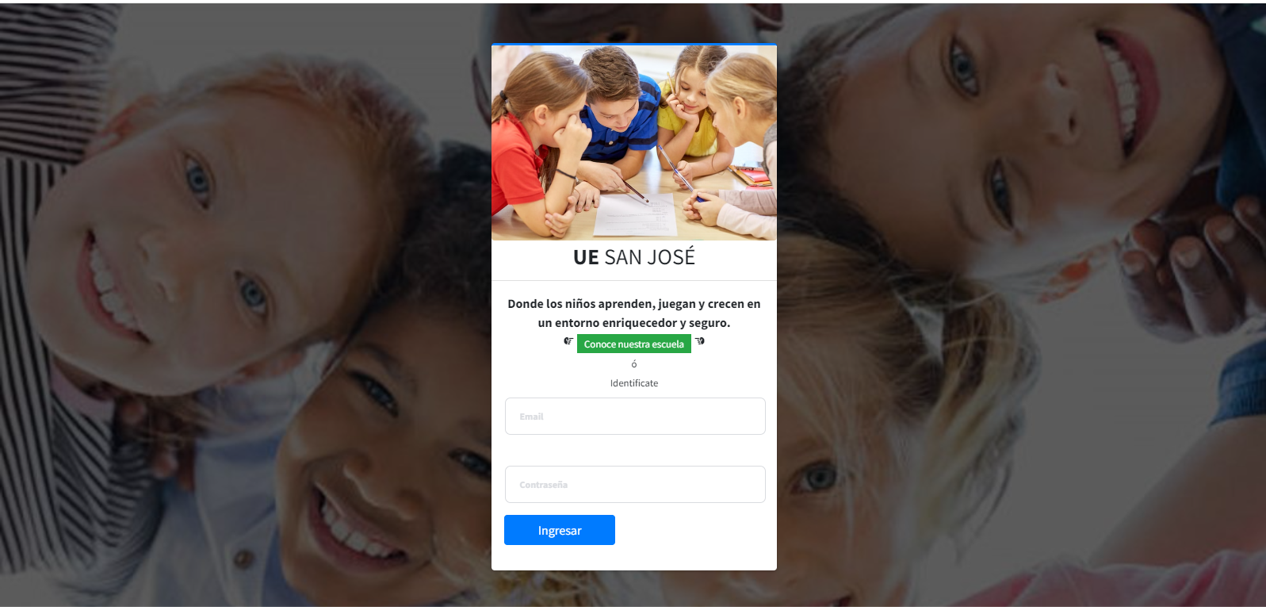 UE SAN JOSÉ
Donde los niños aprenden, juegan y crecen en
un entorno enriquecedor y seguro.
Conoce nuestra escuela
ó
Identificate
Email
Contraseña
Ingresar